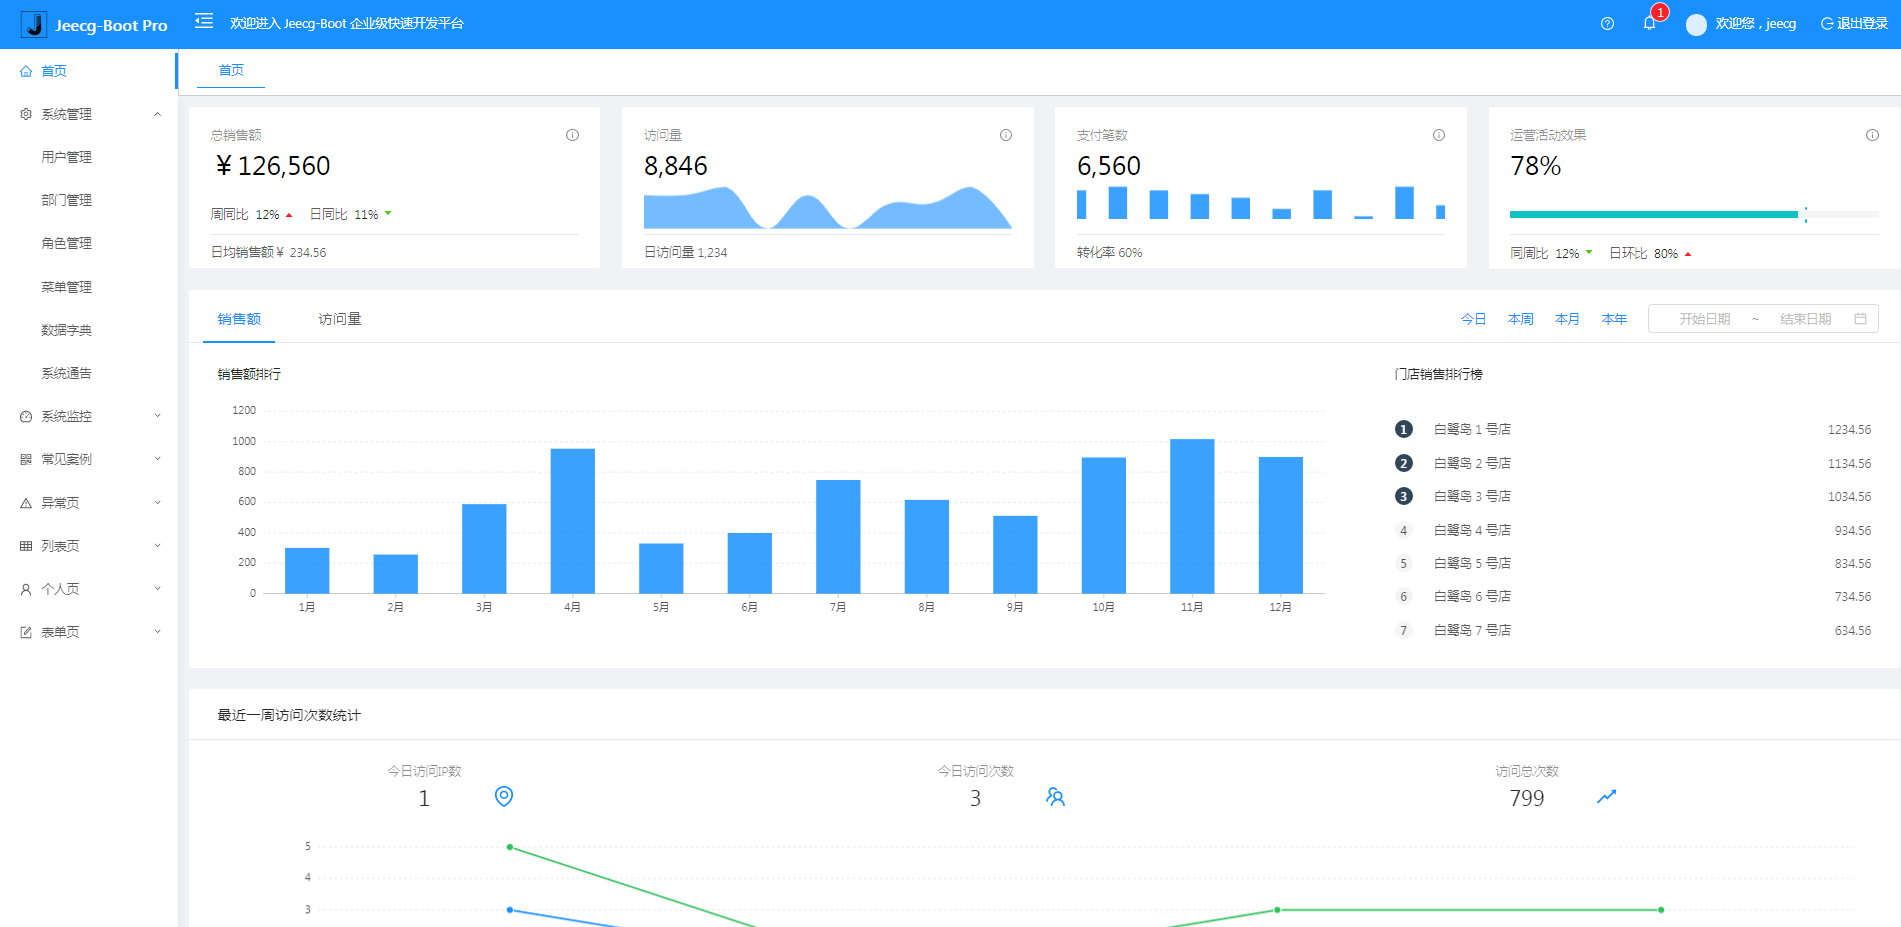 Jeecg-Boot Pro
欢迎进入 Jeecg-Boot 企业级快速开发平台
1
欢迎您，jeecg
退出登录
首页
系统管理
用户管理
部门管理
角色管理
菜单管理
数据字典
系统通告
系统监控
常见案例
异常页
列表页
个人页
表单页
首页
总销售额
￥126,560
周同比 12% 日同比 11%
日均销售额￥ 234.56
访问量
8,846
日访问量 1,234
支付笔数
6,560
转化率 60%
运营活动效果
78%
同周比 12% 日环比 80%
销售额 访问量
今日 本周 本月 本年 开始日期 ~ 结束日期
销售额排行
1200
1000
800
600
400
200
0
1月 2月 3月 4月 5月 6月 7月 8月 9月 10月 11月 12月
门店销售排行榜
1 白鹭岛 1 号店 1234.56
2 白鹭岛 2 号店 1134.56
3 白鹭岛 3 号店 1034.56
4 白鹭岛 4 号店 934.56
5 白鹭岛 5 号店 834.56
6 白鹭岛 6 号店 734.56
7 白鹭岛 7 号店 634.56
最近一周访问次数统计
今日访问IP数
1
今日访问次数
3
访问总次数
799
5
4
3